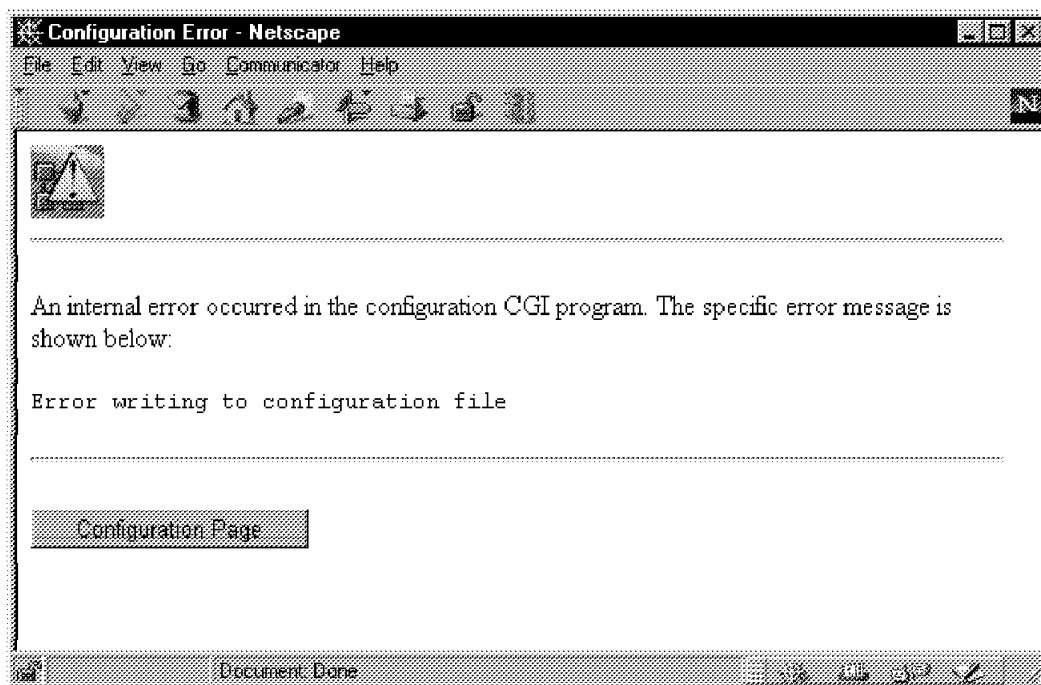 Configuration Error - Netscape
File Edit View Go Communicator Help
N
An internal error occurred in the configuration CGI program. The specific error message is
shown below:
Error writing to configuration file
Configuration Page
Document: Done